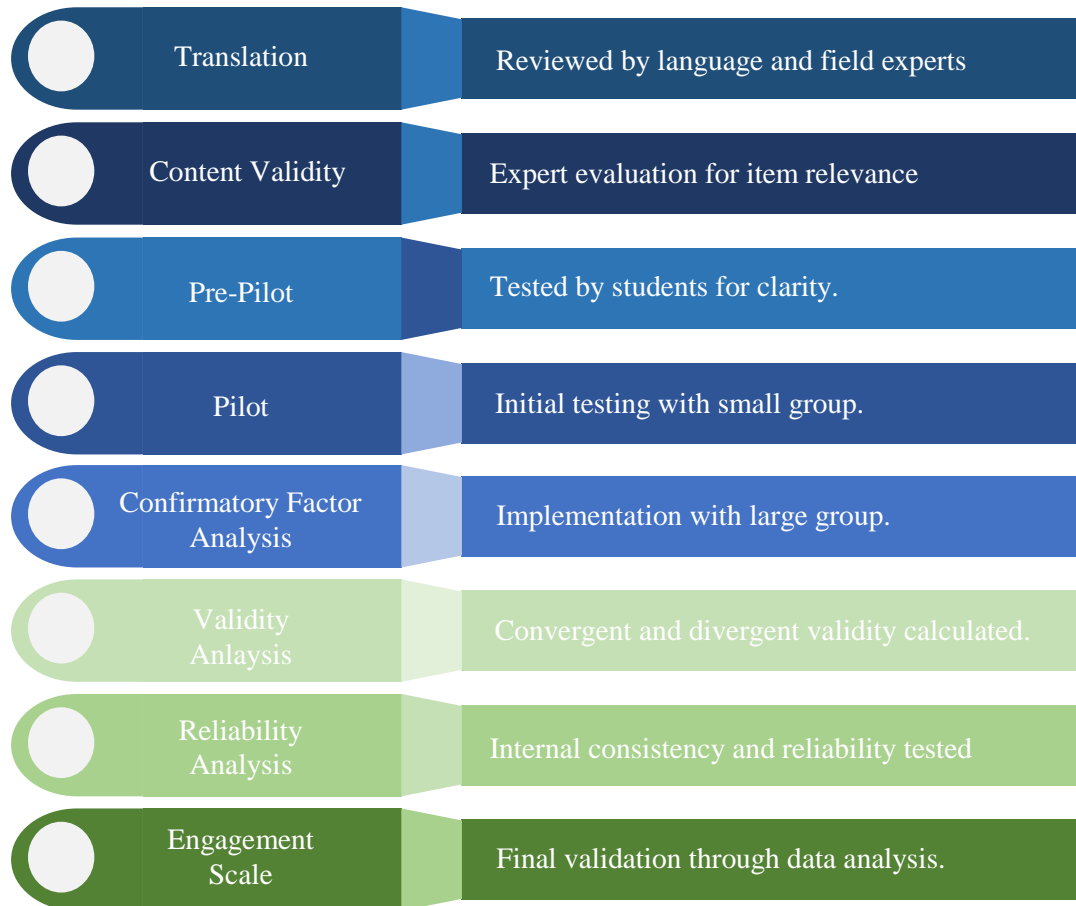 Translation
Reviewed by language and field experts
Content Validity
Expert evaluation for item relevance
Pre-Pilot
Tested by students for clarity.
Pilot
Initial testing with small group.
Confirmatory Factor
Analysis
Implementation with large group.
Validity
Anlaysis
Convergent and divergent validity calculated.
Reliability
Analysis
Internal consistency and reliability tested
Engagement
Scale
Final validation through data analysis.